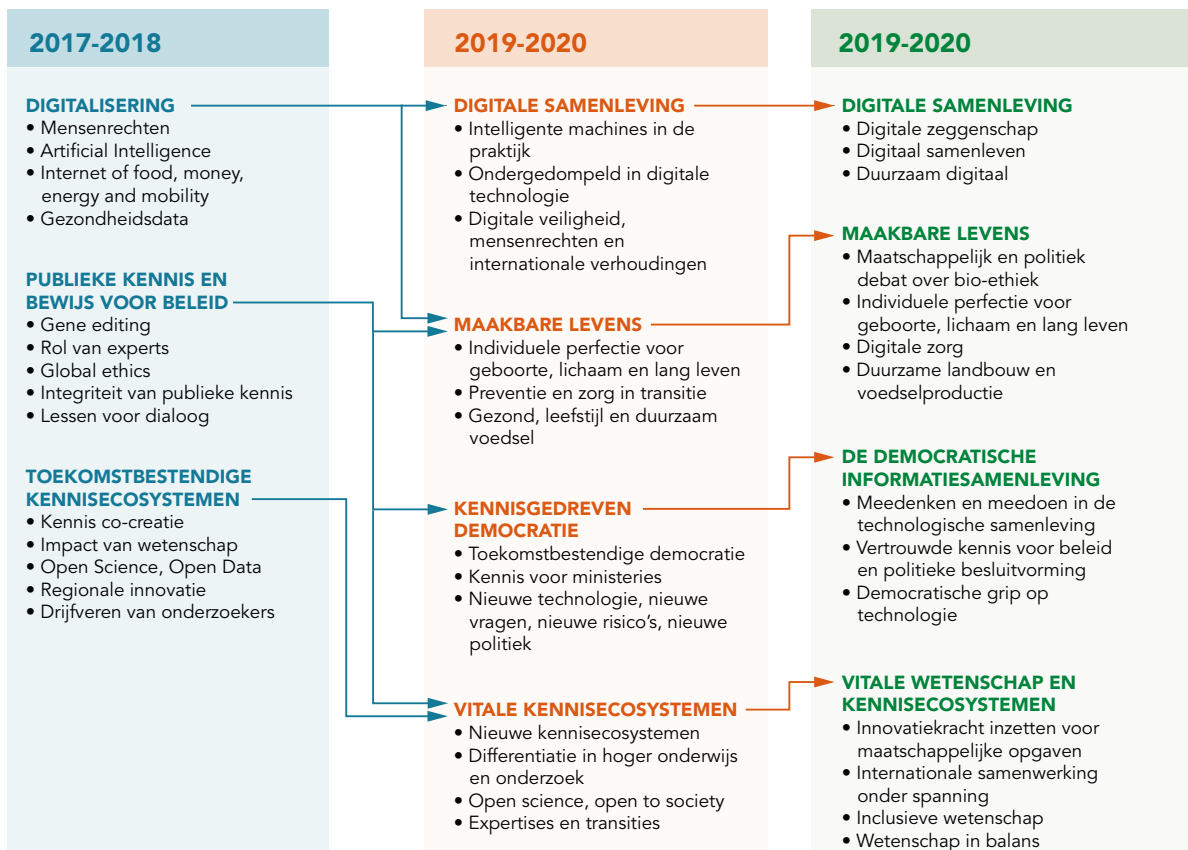 2017-2018
DIGITALISERING
• Mensenrechten
• Artificial Intelligence
• Internet of food, money,
energy and mobility
• Gezondheidsdata
PUBLIEKE KENNIS EN
BEWIJS VOOR BELEID
• Gene editing
• Rol van experts
• Global ethics
• Integriteit van publieke kennis
• Lessen voor dialoog
TOEKOMSTBESTENDIGE
KENNISECOSYSTEMEN
• Kennis co-creatie
• Impact van wetenschap
• Open Science, Open Data
• Regionale innovatie
• Drijfveren van onderzoekers
2019-2020
DIGITALE SAMENLEVING
• Intelligente machines in de
praktijk
• Ondergedompeld in digitale
technologie
• Digitale veiligheid,
mensenrechten en
internationale verhoudingen
MAAKBARE LEVENS
• Individuele perfectie voor
geboorte, lichaam en lang leven
• Preventie en zorg in transitie
• Gezond, leefstijl en duurzaam
voedsel
KENNISGEDREVEN
DEMOCRATIE
• Toekomstbestendige democratie
• Kennis voor ministeries
• Nieuwe technologie, nieuwe
vragen, nieuwe risico's, nieuwe
politiek
VITALE KENNISECOSYSTEMEN
• Nieuwe kennisecosystemen
• Differentiatie in hoger onderwijs
en onderzoek
• Open science, open to society
• Expertises en transities
2019-2020
DIGITALE SAMENLEVING
• Digitale zeggenschap
• Digitaal samenleven
• Duurzaam digitaal
MAAKBARE LEVENS
• Maatschappelijk en politiek
debat over bio-ethiek
• Individuele perfectie voor
geboorte, lichaam en lang leven
• Digitale zorg
• Duurzame landbouw en
voedselproductie
DE DEMOCRATISCHE
INFORMATIESAMENLEVING
• Meedenken en meedoen in de
technologische samenleving
• Vertrouwde kennis voor beleid
en politieke besluitvorming
• Democratische grip op
technologie
VITALE WETENSCHAP EN
KENNISECOSYSTEMEN
• Innovatiekracht inzetten voor
maatschappelijke opgaven
• Internationale samenwerking
onder spanning
• Inclusieve wetenschap
• Wetenschap in balans